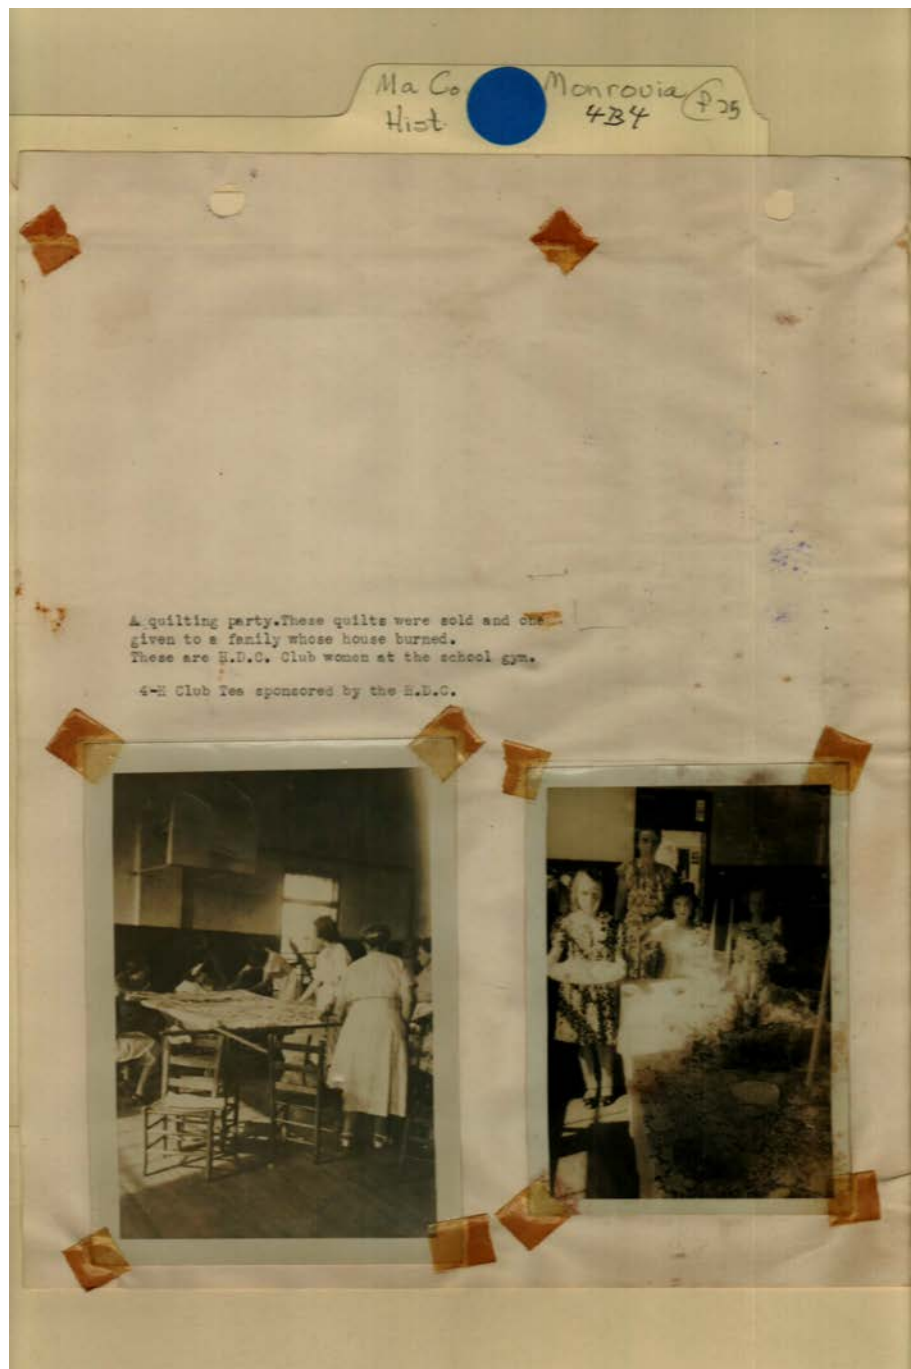 Ma Co Monrovia P25
Hist. 4B4
A quilting party.These quilts were sold and one
given to a family whose house burned.
These are H.D.C. Club women at the school gym.
4-H Club Tea sponsored by the H.D.C.